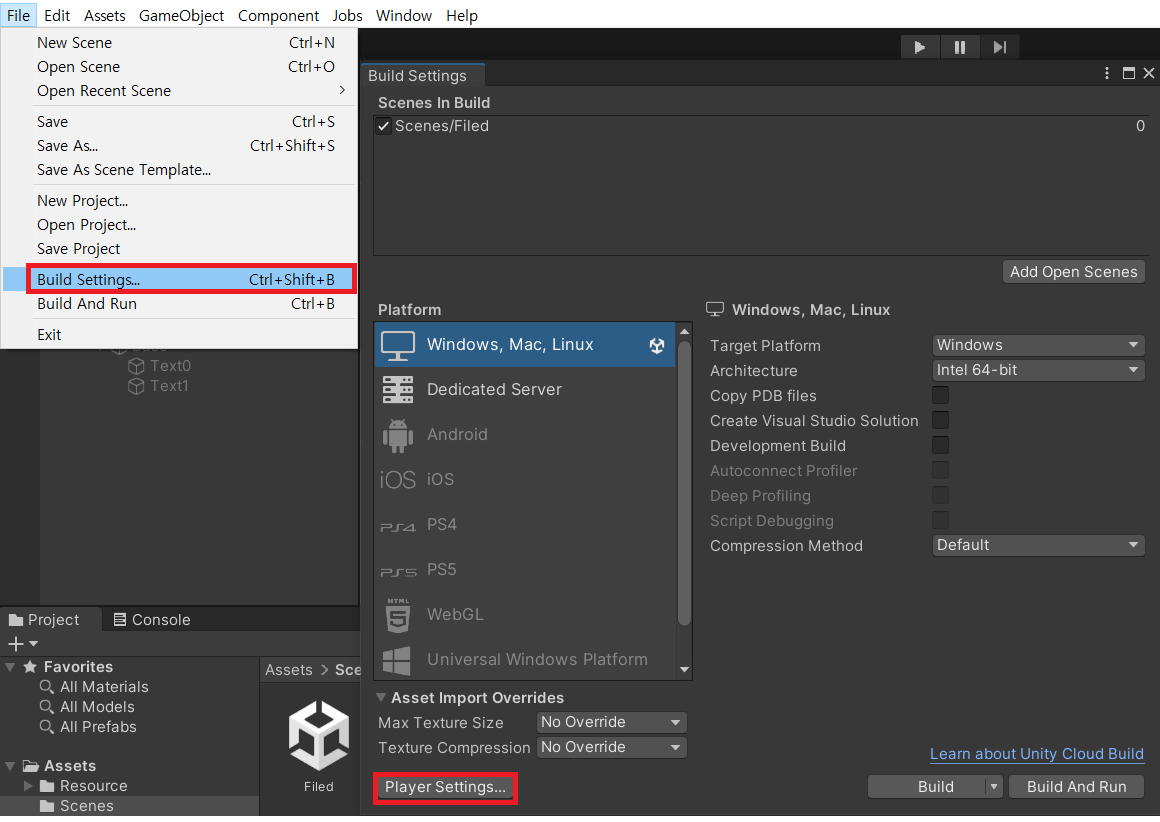 File Edit Assets GameObject Component Jobs Window Help
New Scene Ctrl+N
Open Scene Ctrl+O
Open Recent Scene
Save Ctrl+S
Save As... Ctrl+Shift+S
Save As Scene Template...
New Project...
Open Project...
Save Project
Build Settings... Ctrl+Shift+B
Build And Run Ctrl+B
Exit
Text0
Text1
Build Settings
Scenes In Build
Scenes/Filed 0
Add Open Scenes
Platform
Windows, Mac, Linux
Dedicated Server
Android
iOS iOS
PS4 PS4
PS5 PS5
HTML
5 WebGL
Universal Windows Platform
Windows, Mac, Linux
Target Platform Windows
Architecture Intel 64-bit
Copy PDB files
Create Visual Studio Solution
Development Build
Autoconnect Profiler
Deep Profiling
Script Debugging
Compression Method Default
Asset Import Overrides
Max Texture Size No Override
Texture Compression No Override
Learn about Unity Cloud Build
Player Settings... Build Build And Run
Project Console
Favorites
All Materials
All Models
All Prefabs
Assets
Resource
Scenes
Assets > Sce
Filed